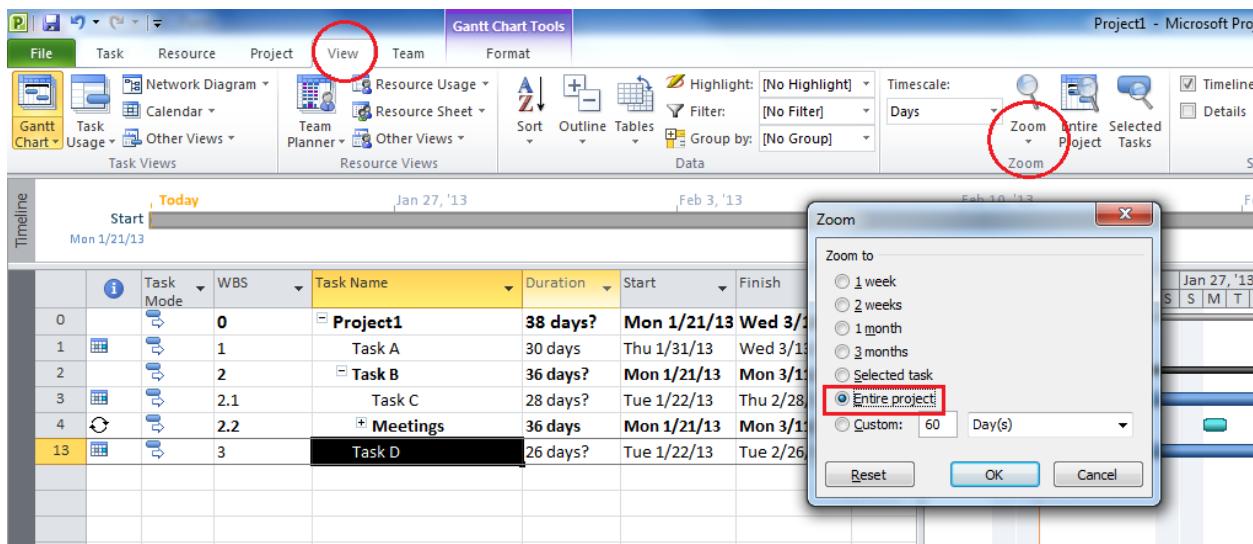 Gantt Chart Tools
Project1 - Microsoft Pro
File Task Resource Project View Team Format
Network Diagram
Calendar
Other Views
Gantt Chart
Task Usage
Task Views
Team Planner
Resource Usage
Resource Sheet
Other Views
Resource Views
Sort Outline Tables
Highlight: [No Highlight]
Filter: [No Filter]
Group by: [No Group]
Data
Timescale:
Days
Zoom
Entire Project
Selected Tasks
Zoom
Timeline
Details
Timeline
Today Jan 27, '13 Feb 3, '13 Feb 10, '13
Start
Mon 1/21/13
Task Mode WBS Task Name Duration Start Finish
Jan 27, '13
S S M T
0 0 Project1 38 days? Mon 1/21/13 Wed 3/1
1 1 Task A 30 days Thu 1/31/13 Wed 3/13
2 2 Task B 36 days? Mon 1/21/13 Mon 3/11
3 2.1 Task C 28 days? Tue 1/22/13 Thu 2/28/
4 2.2 Meetings 36 days Mon 1/21/13 Mon 3/11
13 3 Task D 26 days? Tue 1/22/13 Tue 2/26/
Zoom
Zoom to
1 week
2 weeks
1 month
3 months
Selected task
Entire project
Custom: 60 Day(s)
Reset OK Cancel